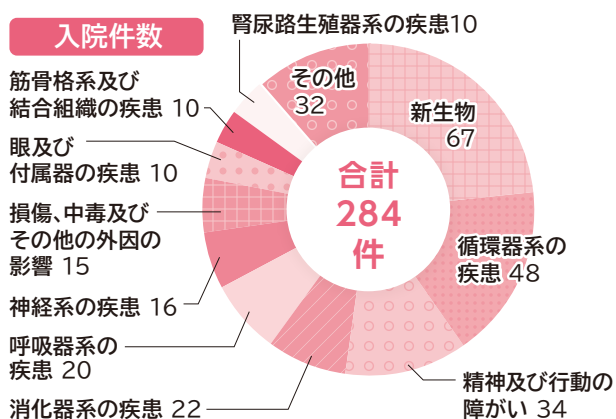 入院件数
腎尿路生殖器系の疾患10
筋骨格系及び
結合組織の疾患 10
眼及び
付属器の疾患 10
損傷、中毒及び
その他の外因の
影響 15
神経系の疾患 16
呼吸器系の
疾患 20
消化器系の疾患 22
その他
32
新生物
67
循環器系の
疾患 48
精神及び行動の
障がい 34
合計
284
件